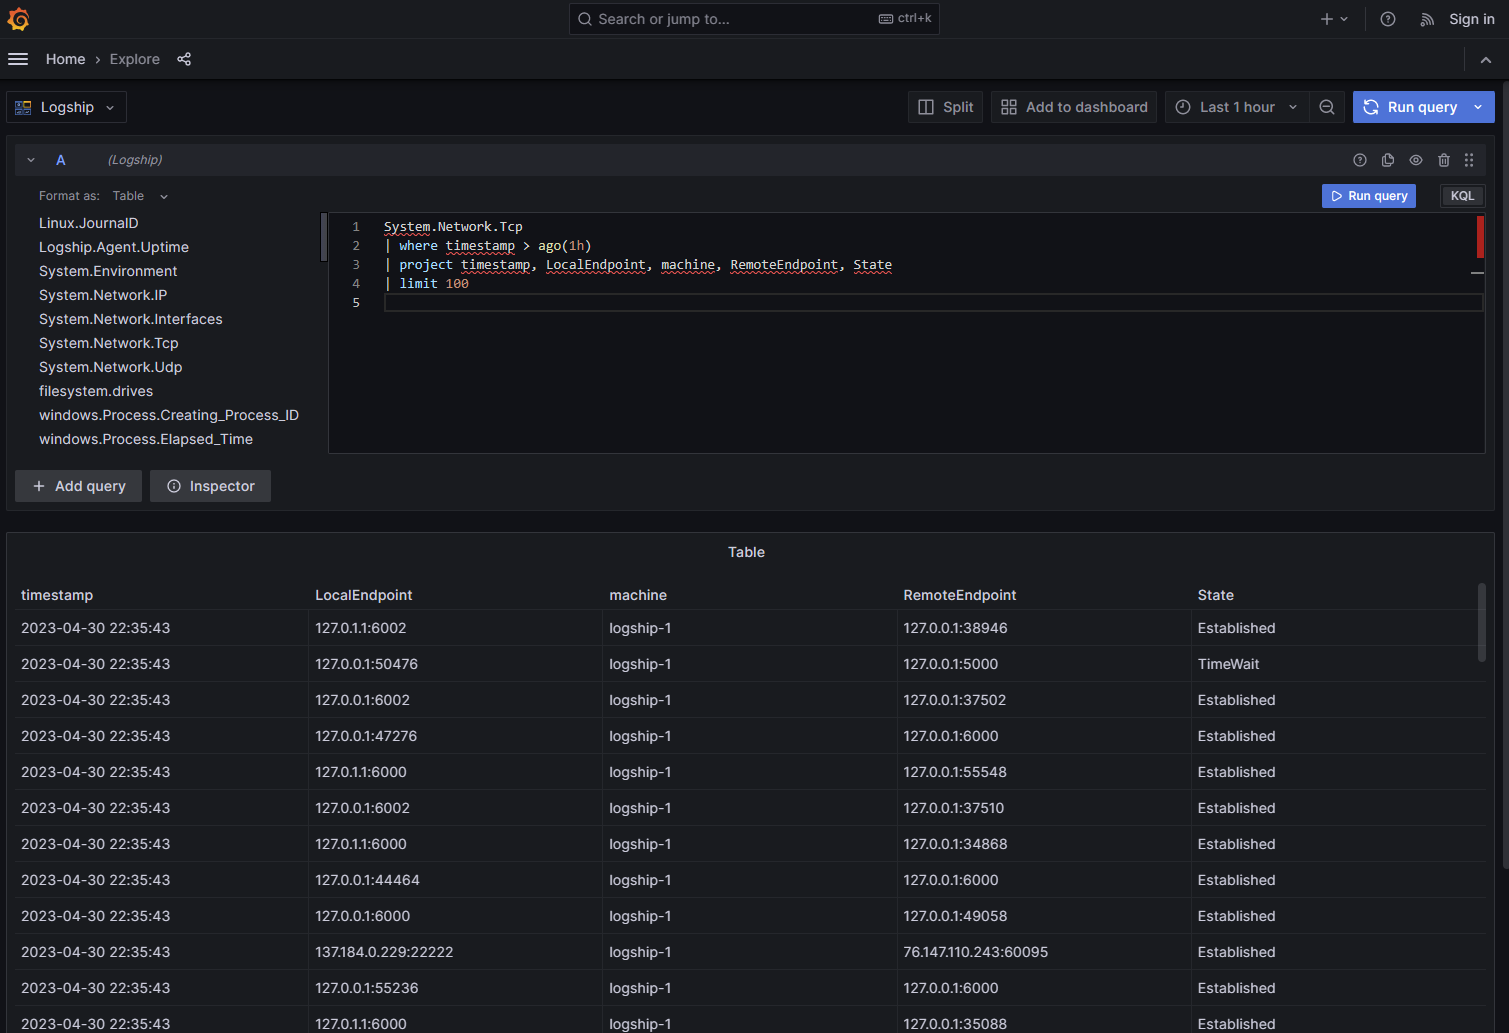 Search or jump to... ctrl+k Sign in
Home › Explore
Logship Split Add to dashboard Last 1 hour Run query
A (Logship)
Format as: Table Run query KQL
Linux.JournalD
Logship.Agent.Uptime
System.Environment
System.Network.IP
System.Network.Interfaces
System.Network.Tcp
System.Network.Udp
filesystem.drives
windows.Process.Creating_Process_ID
windows.Process.Elapsed_Time
1 System.Network.Tcp
2 | where timestamp > ago(1h)
3 | project timestamp, LocalEndpoint, machine, RemoteEndpoint, State
4 | limit 100
5
+ Add query Inspector
Table
timestamp LocalEndpoint machine RemoteEndpoint State
2023-04-30 22:35:43 127.0.1.1:6002 logship-1 127.0.0.1:38946 Established
2023-04-30 22:35:43 127.0.0.1:50476 logship-1 127.0.0.1:5000 TimeWait
2023-04-30 22:35:43 127.0.0.1:6002 logship-1 127.0.0.1:37502 Established
2023-04-30 22:35:43 127.0.0.1:47276 logship-1 127.0.0.1:6000 Established
2023-04-30 22:35:43 127.0.1.1:6000 logship-1 127.0.0.1:55548 Established
2023-04-30 22:35:43 127.0.0.1:6002 logship-1 127.0.0.1:37510 Established
2023-04-30 22:35:43 127.0.1.1:6000 logship-1 127.0.0.1:34868 Established
2023-04-30 22:35:43 127.0.0.1:44464 logship-1 127.0.0.1:6000 Established
2023-04-30 22:35:43 127.0.0.1:6000 logship-1 127.0.0.1:49058 Established
2023-04-30 22:35:43 137.184.0.229:22222 logship-1 76.147.110.243:60095 Established
2023-04-30 22:35:43 127.0.0.1:55236 logship-1 127.0.0.1:6000 Established
2023-04-30 22:35:43 127.0.1.1:6000 logship-1 127.0.0.1:35088 Established